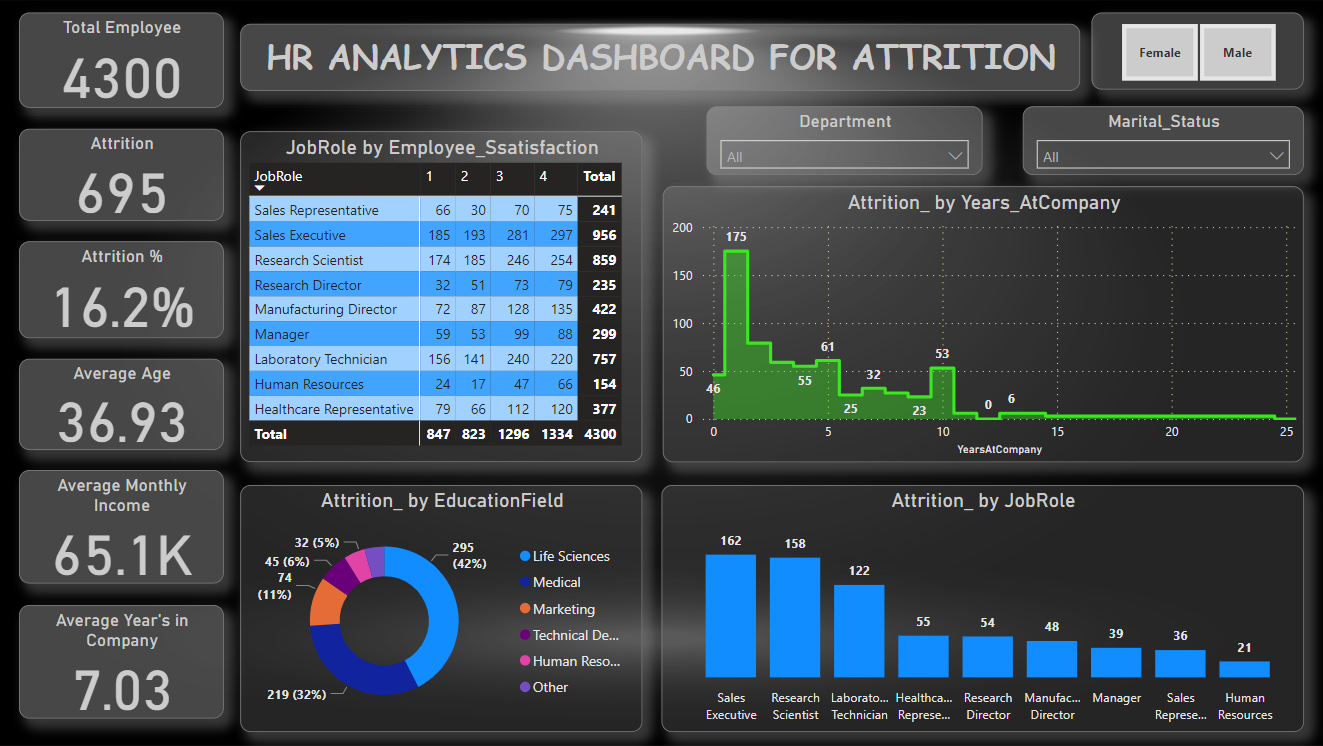 Total Employee
4300
HR ANALYTICS DASHBOARD FOR ATTRITION
Female
Male
Attrition
695
Attrition %
16.2%
Average Age
36.93
Average Monthly
Income
65.1K
Average Year's in
Company
7.03
Department
All
Marital_Status
All
JobRole by Employee_Ssatisfaction
JobRole 1 2 3 4 Total
Sales Representative 66 30 70 75 241
Sales Executive 185 193 281 297 956
Research Scientist 174 185 246 254 859
Research Director 32 51 73 79 235
Manufacturing Director 72 87 128 135 422
Manager 59 53 99 88 299
Laboratory Technician 156 141 240 220 757
Human Resources 24 17 47 66 154
Healthcare Representative 79 66 112 120 377
Total 847 823 1296 1334 4300
Attrition_ by Years_AtCompany
200
150
100
50
0
175
46
55
61
25
32
23
53
0
6
0 5 10 15 20 25
YearsAtCompany
Attrition_ by EducationField
32 (5%)
45 (6%)
74
(11%)
219 (32%)
295
(42%)
Life Sciences
Medical
Marketing
Technical De...
Human Reso...
Other
Attrition_ by JobRole
162 158 122 55 54 48 39 36 21
Sales Research Laborato... Healthca... Research Manufac... Manager Sales Human
Executive Scientist Technician Represe... Director Director Represe... Resources